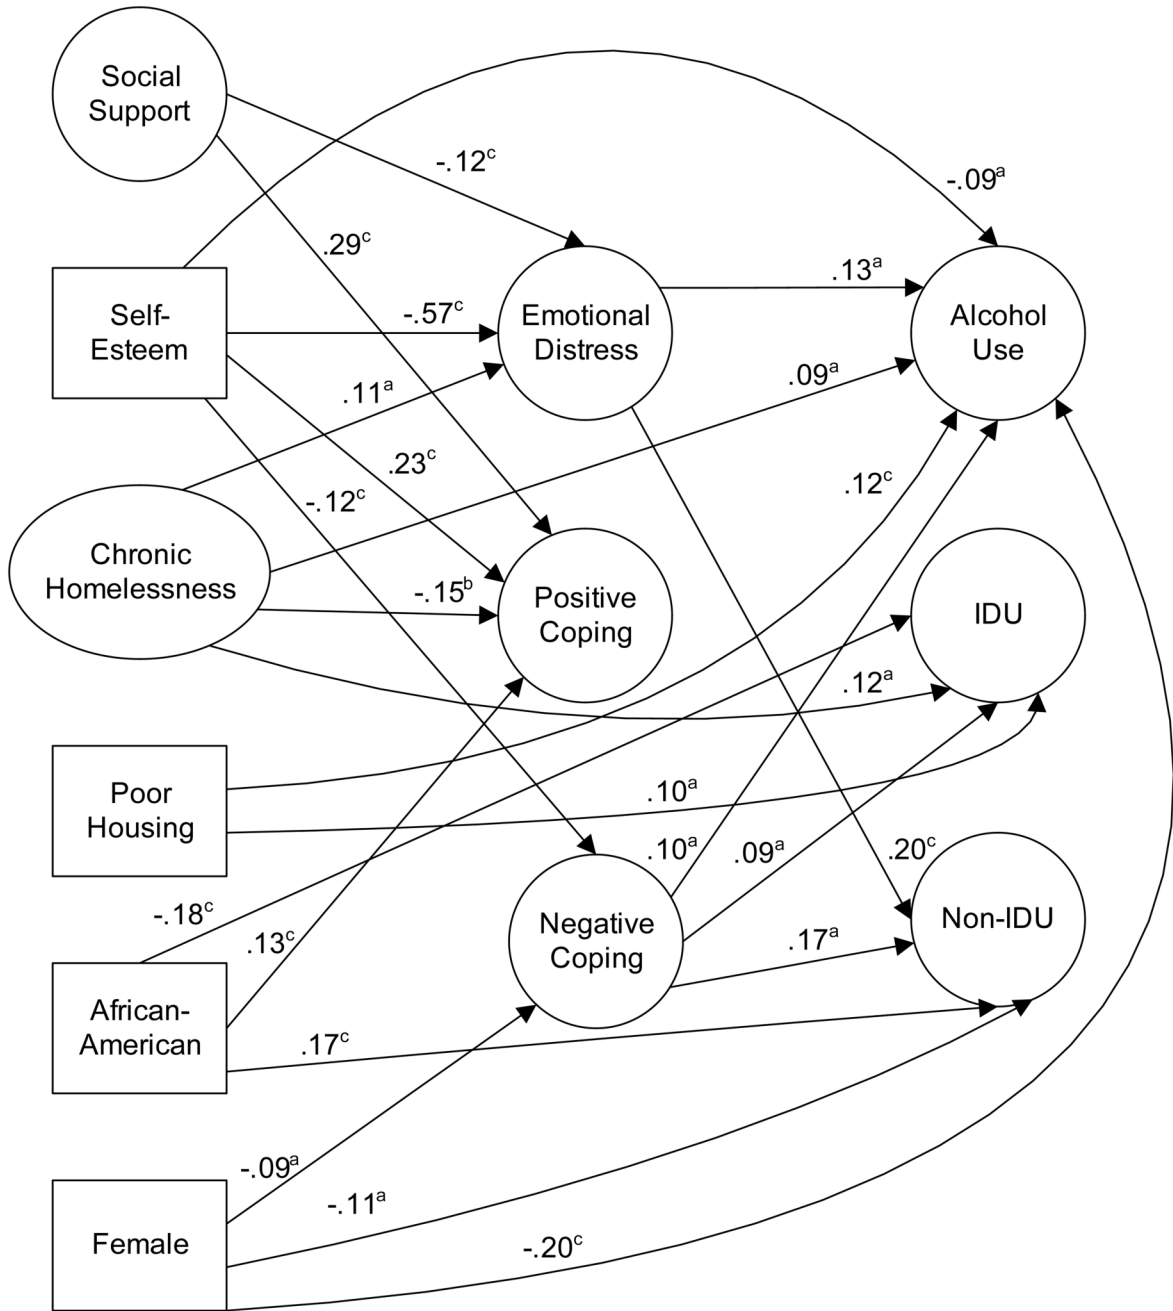 Social
Support
-.12ᶜ
-.09ᵃ
.29ᶜ
Self-
Esteem
-.57ᶜ
Emotional
Distress
.13ᵃ
Alcohol
Use
.11ᵃ
.09ᵃ
.23ᶜ
-.12ᶜ
.12ᶜ
Chronic
Homelessness
-.15ᵇ
Positive
Coping
IDU
.12ᵃ
Poor
Housing
.10ᵃ
.10ᵃ
.09ᵃ
.20ᶜ
-.18ᶜ
.13ᶜ
Negative
Coping
.17ᵃ
Non-IDU
African-
American
.17ᶜ
-.09ᵃ
-.11ᵃ
Female
-.20ᶜ